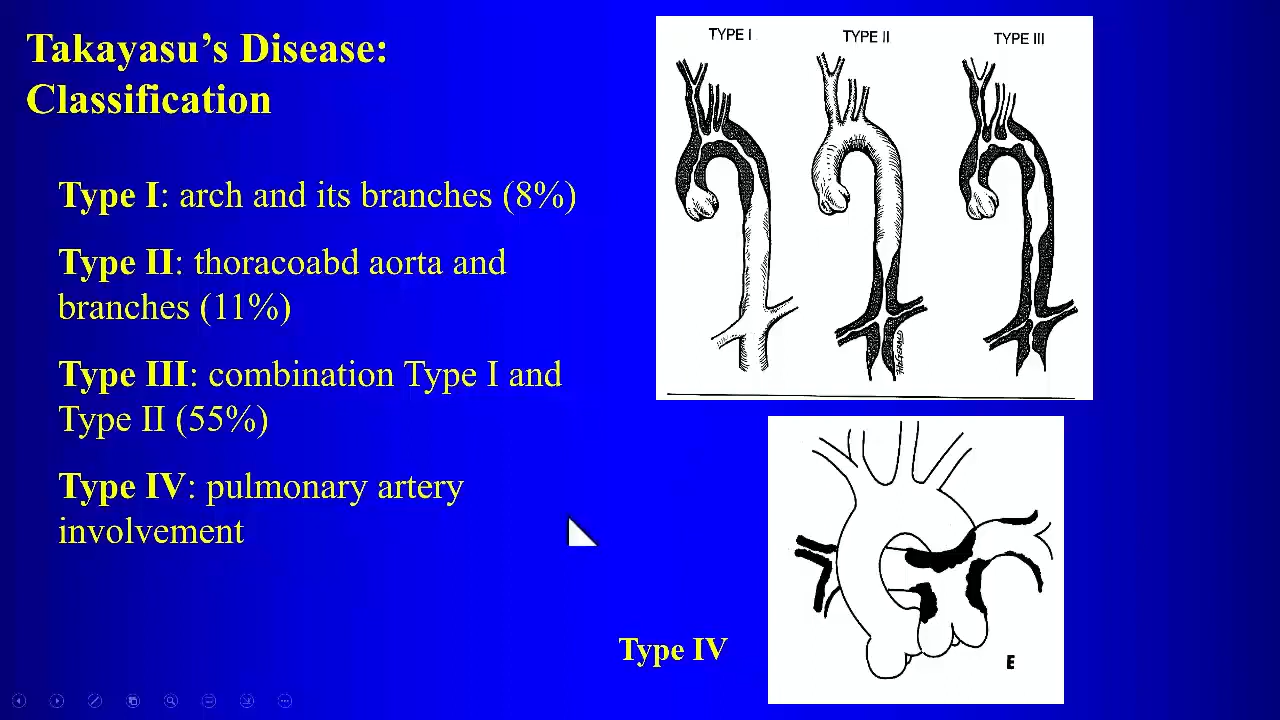 Takayasu’s Disease:
Classification
Type I: arch and its branches (8%)
Type II: thoracoabd aorta and
branches (11%)
Type III: combination Type I and
Type II (55%)
Type IV: pulmonary artery
involvement
TYPE I
TYPE II
TYPE III
Type IV
E